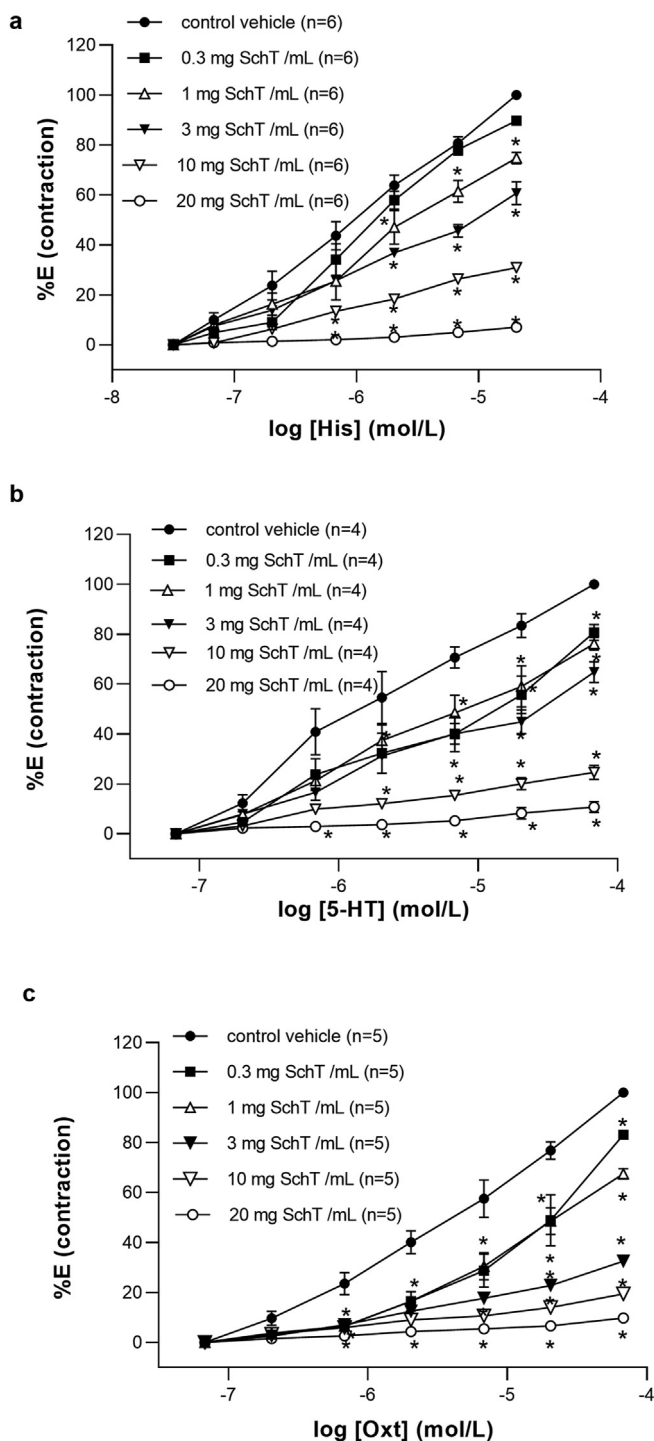 a
control vehicle (n=6)
0.3 mg SchT /mL (n=6)
1 mg SchT /mL (n=6)
3 mg SchT /mL (n=6)
10 mg SchT /mL (n=6)
20 mg SchT /mL (n=6)
120
100
80
60
40
20
0
%E (contraction)
* * * * * * * * * * * * * * * *
-8 -7 -6 -5 -4
log [His] (mol/L)
b
control vehicle (n=4)
0.3 mg SchT /mL (n=4)
1 mg SchT /mL (n=4)
3 mg SchT /mL (n=4)
10 mg SchT /mL (n=4)
20 mg SchT /mL (n=4)
120
100
80
60
40
20
0
%E (contraction)
-7 -6 -5 -4
log [5-HT] (mol/L)
c
control vehicle (n=5)
0.3 mg SchT /mL (n=5)
1 mg SchT /mL (n=5)
3 mg SchT /mL (n=5)
10 mg SchT /mL (n=5)
20 mg SchT /mL (n=5)
120
100
80
60
40
20
0
%E (contraction)
-7 -6 -5 -4
log [Oxt] (mol/L)